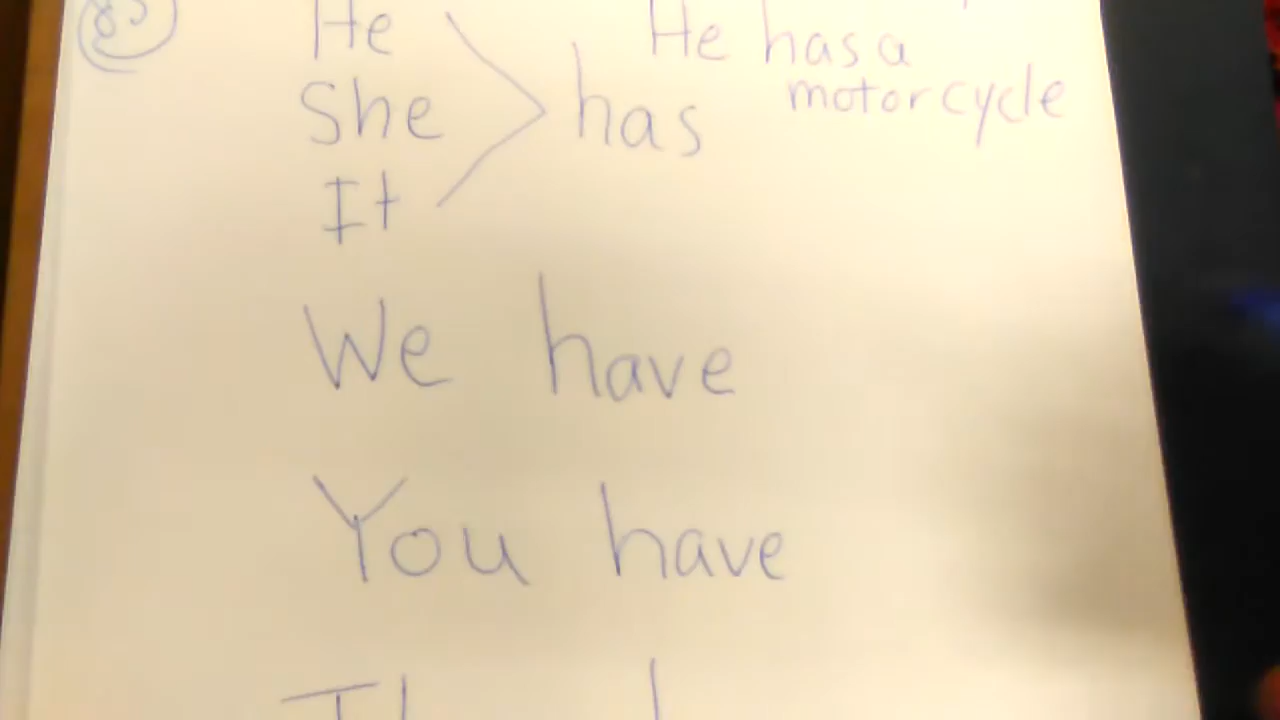 He
She
It
has
He has a
motorcycle
We have
You have